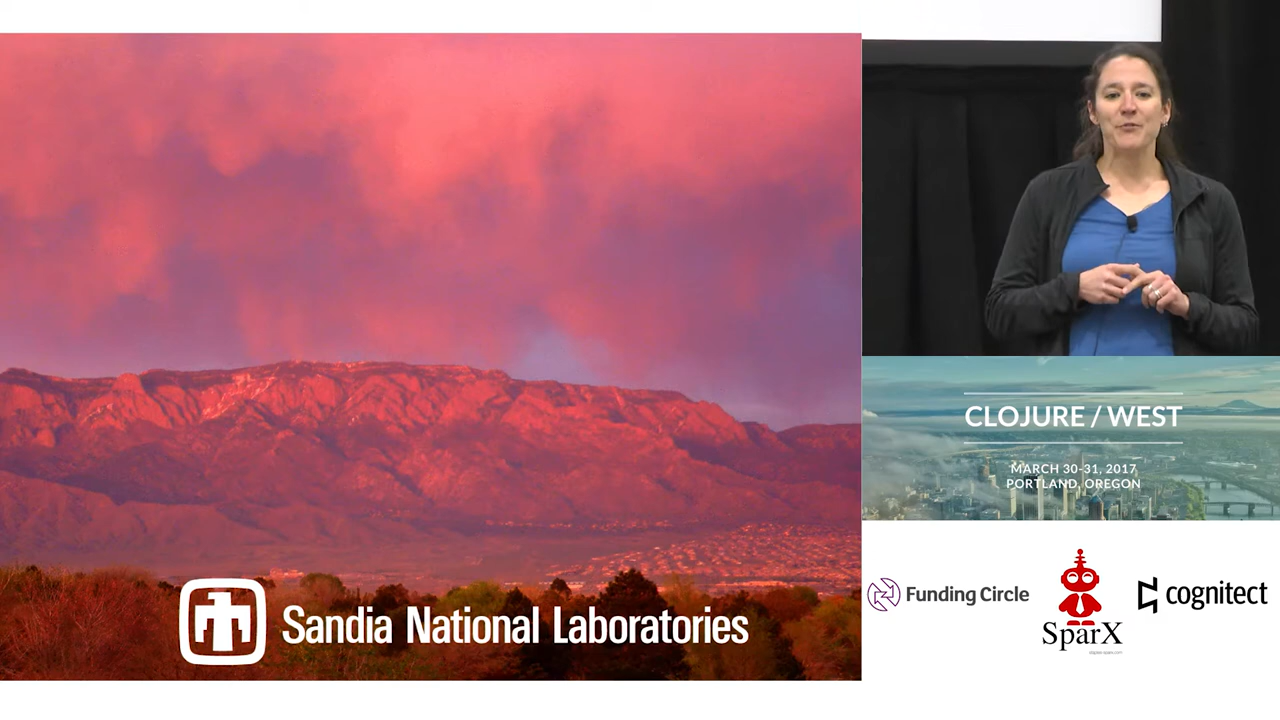 Sandia National Laboratories
CLOJURE / WEST
MARCH 30-31, 2017
PORTLAND, OREGON
Funding Circle
SparX
cognitect